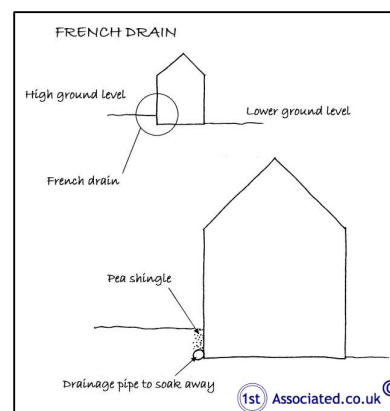 FRENCH DRAIN
High ground level
Lower ground level
French drain
Pea shingle
Drainage pipe to soak away
1st Associated.co.uk ©